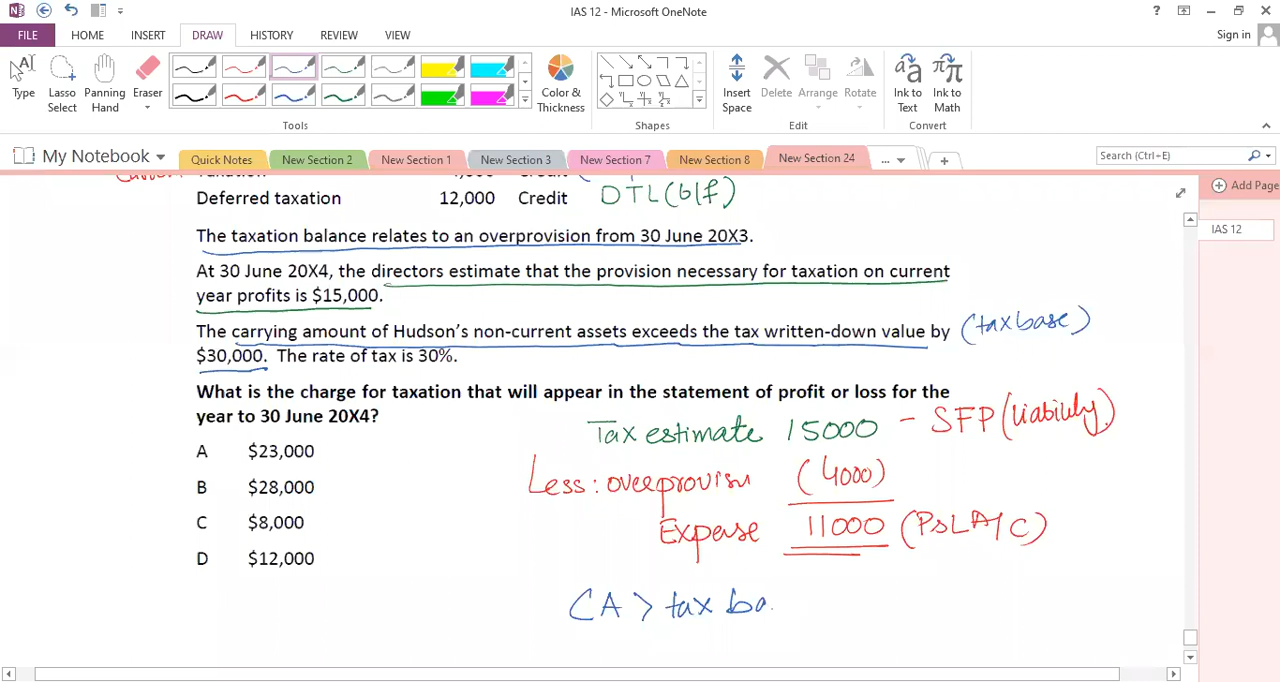 IAS 12 - Microsoft OneNote
Sign in
FILE HOME INSERT DRAW HISTORY REVIEW VIEW
Type Lasso Select Panning Hand Eraser Color & Thickness Insert Space Delete Arrange Rotate Ink to Text Ink to Math
Tools Shapes Edit Convert
My Notebook Quick Notes New Section 2 New Section 1 New Section 3 New Section 7 New Section 8 New Section 24 ... Search (Ctrl+E)
Add Page
IAS 12
Deferred taxation 12,000 Credit DTL (b/f)
The taxation balance relates to an overprovision from 30 June 20X3.
At 30 June 20X4, the directors estimate that the provision necessary for taxation on current
year profits is $15,000.
The carrying amount of Hudson's non-current assets exceeds the tax written-down value by (tax base)
$30,000. The rate of tax is 30%.
What is the charge for taxation that will appear in the statement of profit or loss for the
year to 30 June 20X4?
Tax estimate 15000 - SFP (liability)
A $23,000
Less: overprovisn (4000)
B $28,000
C $8,000
Expense 11000 (PsL A/C)
D $12,000
CA > tax ba